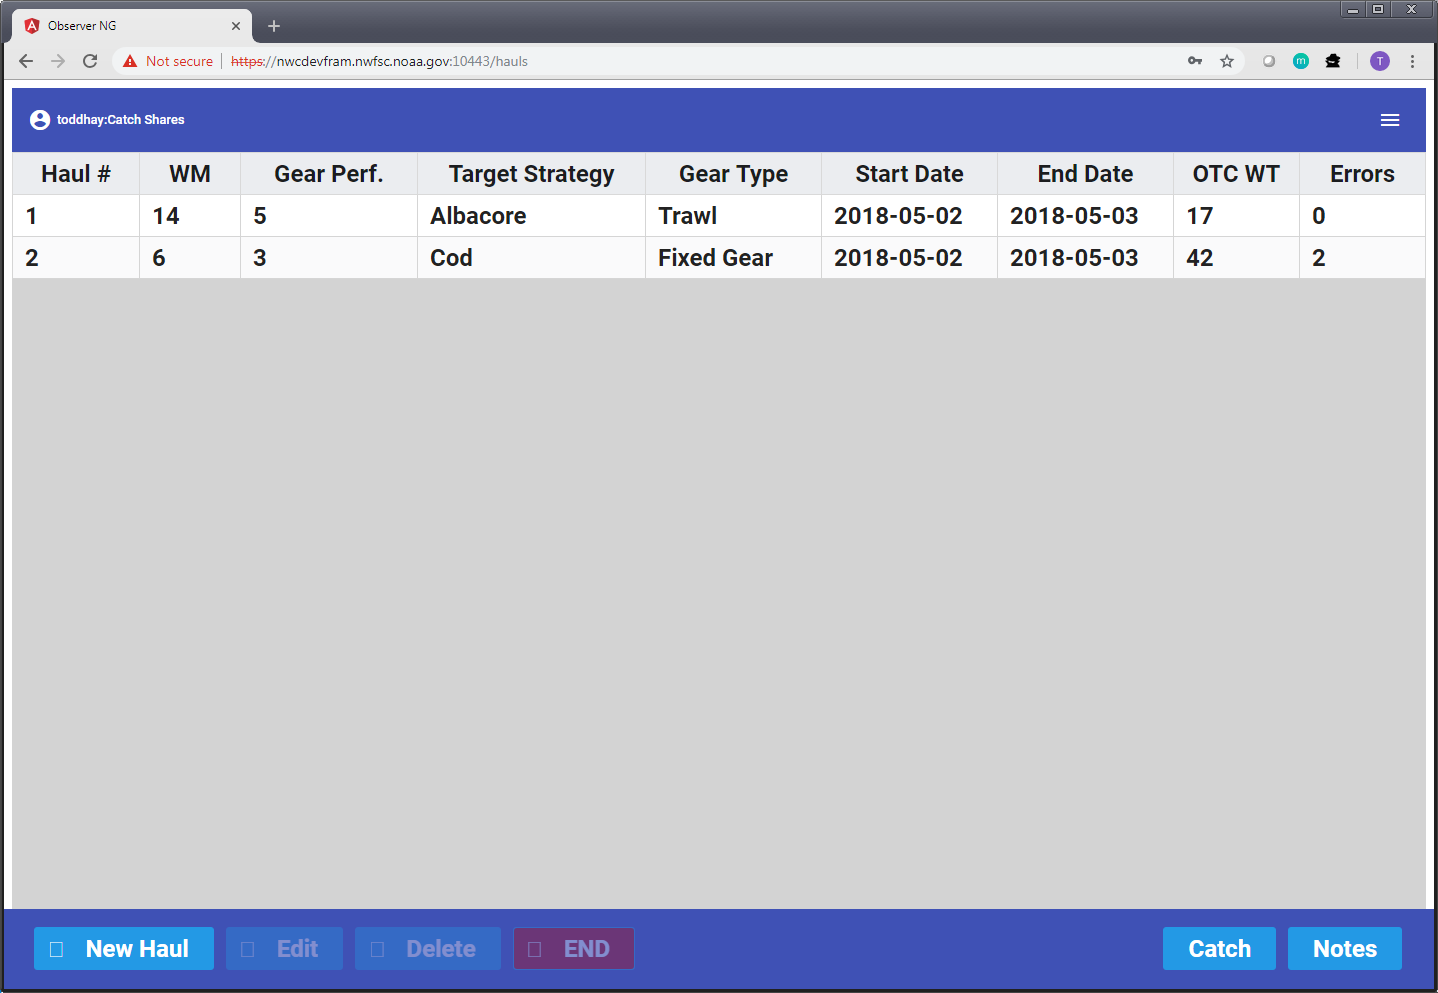 Observer NG
Not secure https://nwcdevfram.nwfsc.noaa.gov:10443/hauls m T
toddhay:Catch Shares
Haul # WM Gear Perf. Target Strategy Gear Type Start Date End Date OTC WT Errors
1 14 5 Albacore Trawl 2018-05-02 2018-05-03 17 0
2 6 3 Cod Fixed Gear 2018-05-02 2018-05-03 42 2
New Haul Edit Delete END Catch Notes